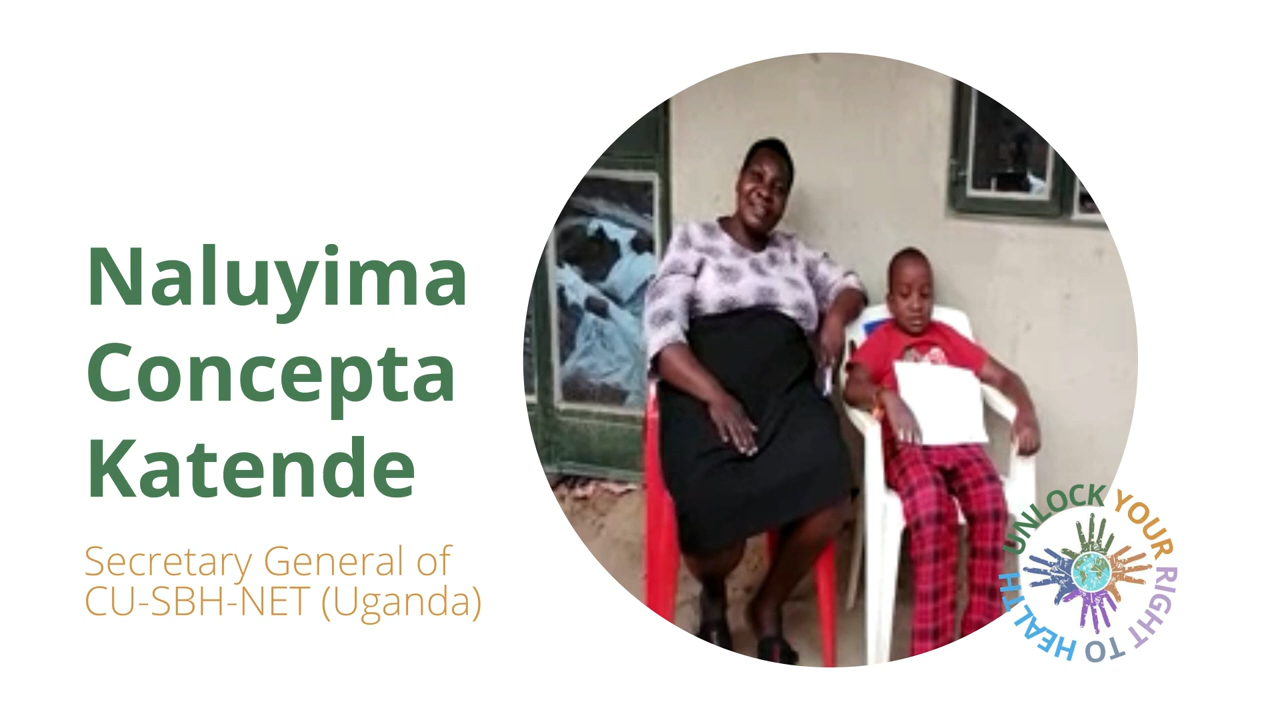 Naluyima
Concepta
Katende
Secretary General of
CU-SBH-NET (Uganda)
UNLOCK YOUR RIGHT TO HEALTH